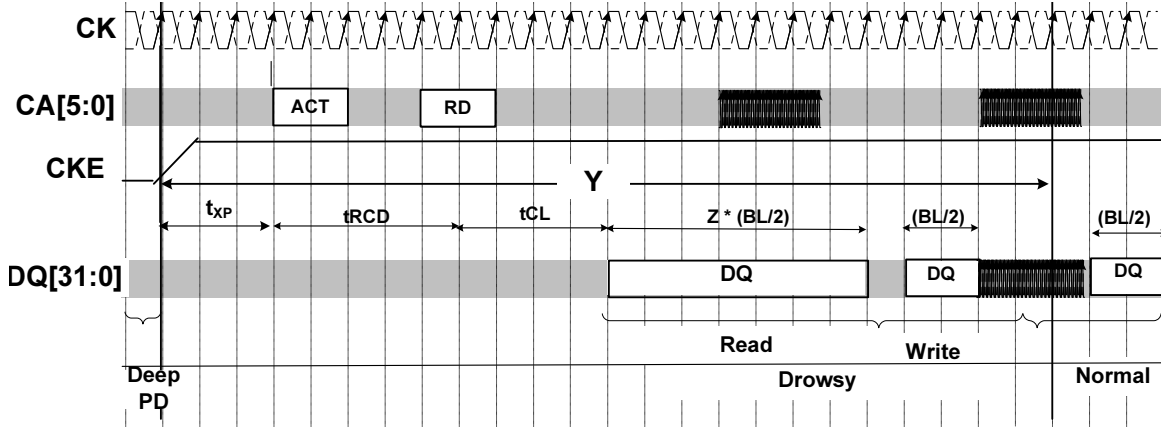 CK
CA[5:0]
ACT
RD
CKE
Y
tXP
tRCD
tCL
Z * (BL/2)
(BL/2)
(BL/2)
DQ[31:0]
DQ
DQ
DQ
Read
Write
Deep
PD
Drowsy
Normal